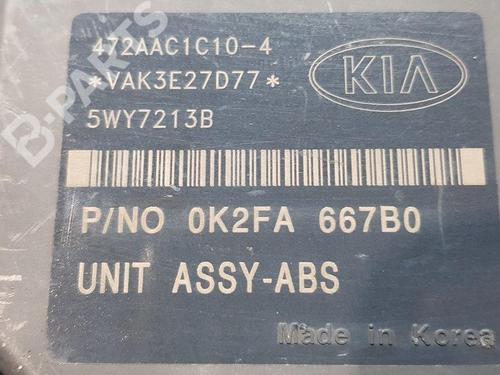 472AAC1C10-4
*VAK3E27D77*
KIA
5WY7213B
P/NO 0K2FA 667B0
UNIT ASSY-ABS
Made in Korea
B-PARTS